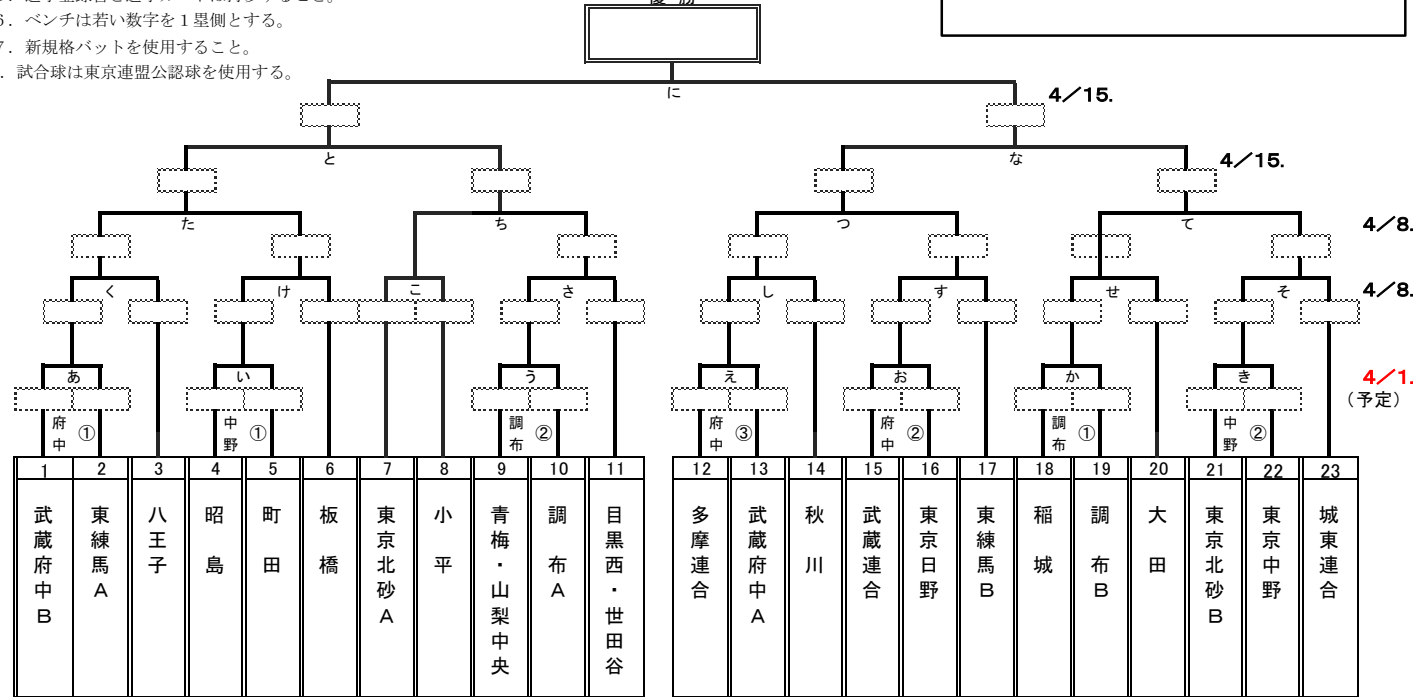 優 勝
6．ベンチは若い数字を１塁側とする。
7．新規格バットを使用すること。
．試合球は東京連盟公認球を使用する。
に
4／15.
と
な
4／15.
た
ち
つ
て
4／8.
く
け
こ
さ
し
す
せ
そ
4／8.
あ
い
う
え
お
か
き
4／1.
（予定）
府中 ①
中野 ①
調布 ②
府中 ③
府中 ②
調布 ①
中野 ②
1 2 3 4 5 6 7 8 9 10 11 12 13 14 15 16 17 18 19 20 21 22 23
武蔵府中Ｂ
東練馬Ａ
八王子
昭島
町田
板橋
東京北砂Ａ
小平
青梅・山梨中央
調布Ａ
目黒西・世田谷
多摩連合
武蔵府中Ａ
秋川
武蔵連合
東京日野
東練馬Ｂ
稲城
調布Ｂ
大田
東京北砂Ｂ
東京中野
城東連合